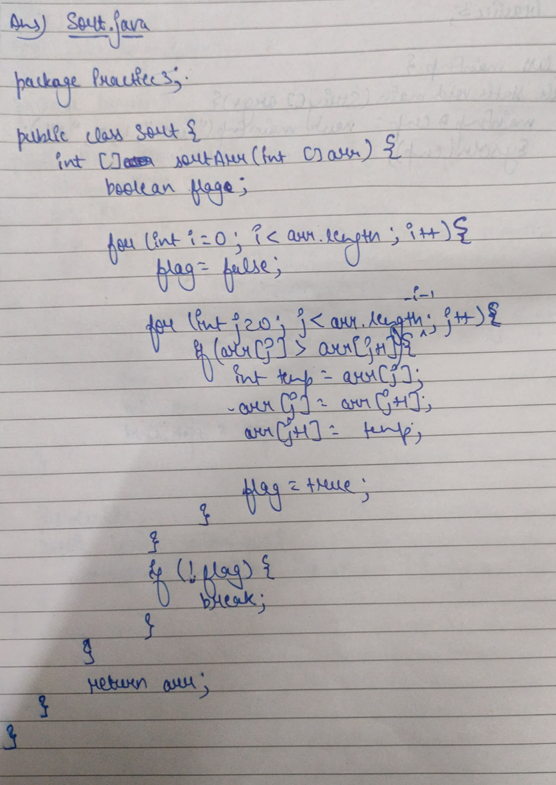 Ans) Sort.java
package Practice 3;
public class Sort {
int [] sortArr (int [] arr) {
boolean flag;
for (int i=0; i< arr.length; i++){
flag = false;
for (int j=0; j< arr.length-i-1; j++){
if (arr[j] > arr[j+1]){
int temp = arr[j];
arr[j] = arr[j+1];
arr[j+1] = temp;
flag = true;
}
}
if (!flag) {
break;
}
}
return arr;
}
}